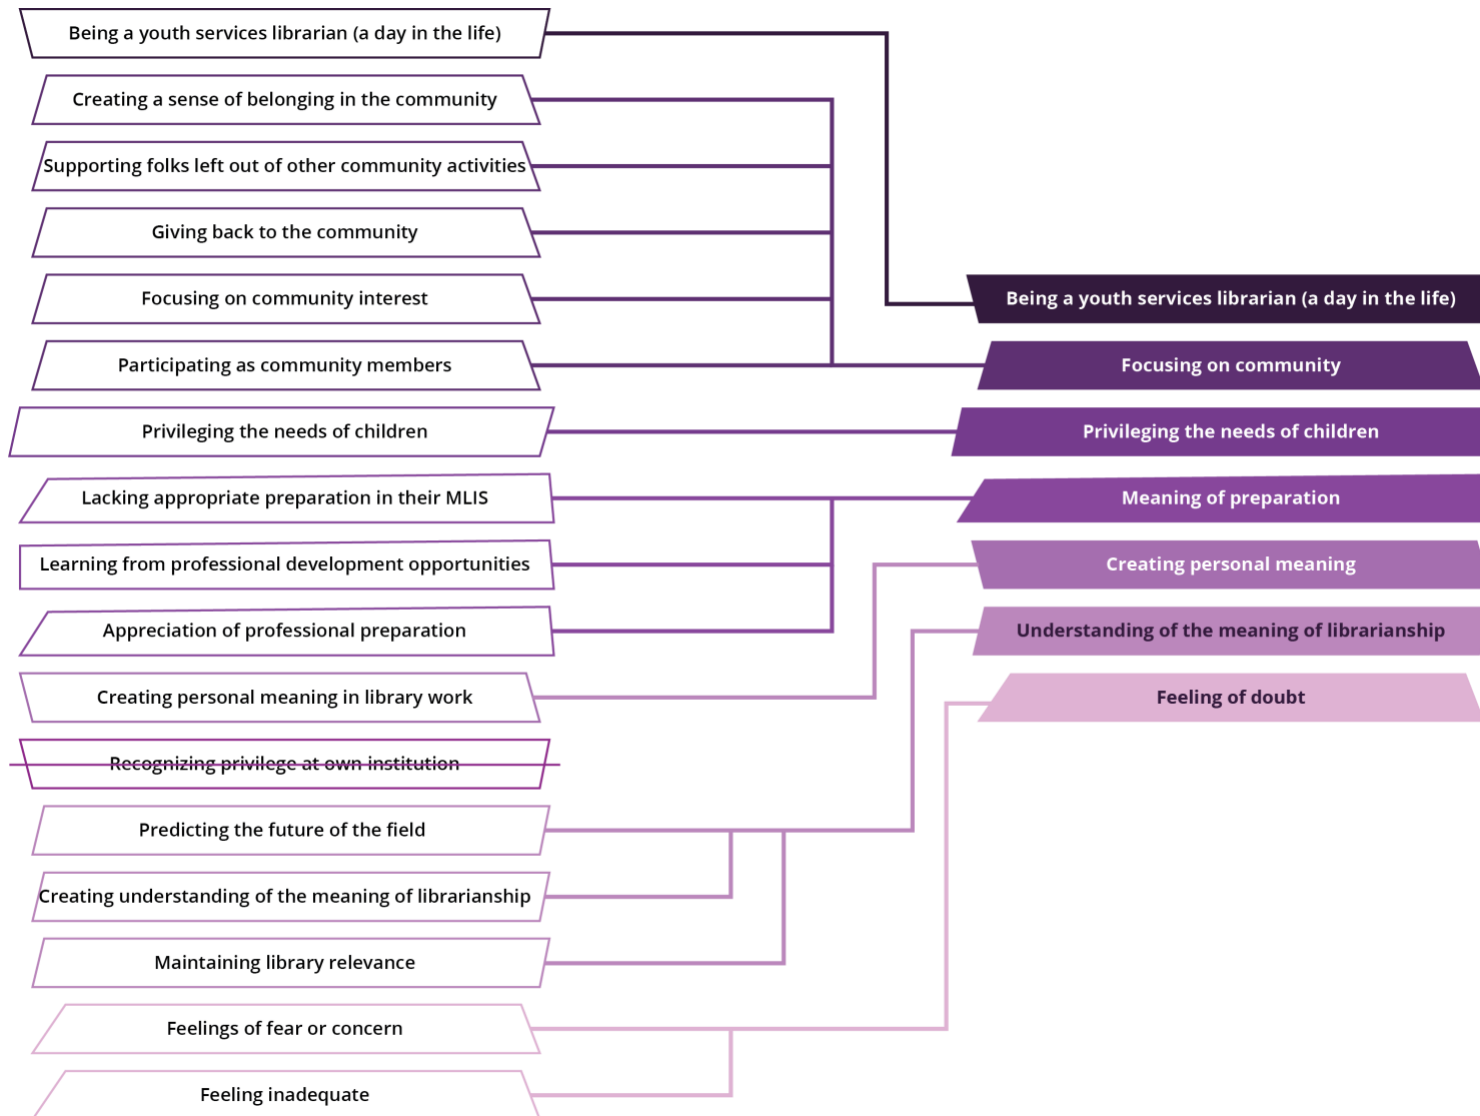 Being a youth services librarian (a day in the life)
Creating a sense of belonging in the community
Supporting folks left out of other community activities
Giving back to the community
Focusing on community interest
Participating as community members
Privileging the needs of children
Lacking appropriate preparation in their MLIS
Learning from professional development opportunities
Appreciation of professional preparation
Creating personal meaning in library work
Recognizing privilege at own institution
Predicting the future of the field
Creating understanding of the meaning of librarianship
Maintaining library relevance
Feelings of fear or concern
Feeling inadequate
Being a youth services librarian (a day in the life)
Focusing on community
Privileging the needs of children
Meaning of preparation
Creating personal meaning
Understanding of the meaning of librarianship
Feeling of doubt